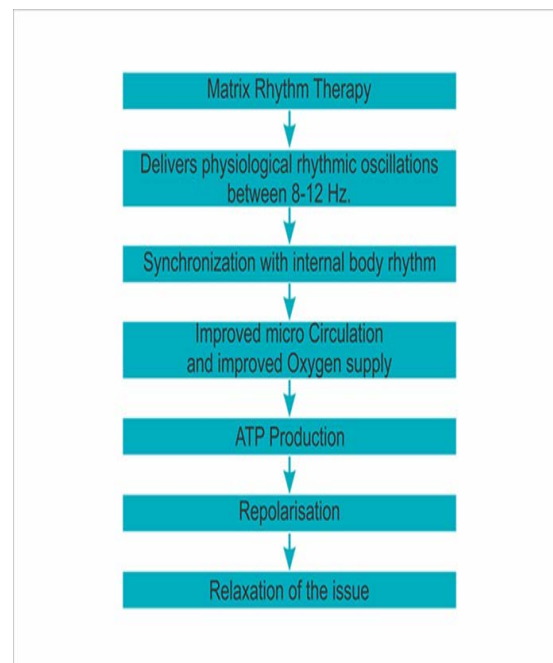 Matrix Rhythm Therapy
Delivers physiological rhythmic oscillations
between 8-12 Hz.
Synchronization with internal body rhythm
Improved micro Circulation
and improved Oxygen supply
ATP Production
Repolarisation
Relaxation of the issue